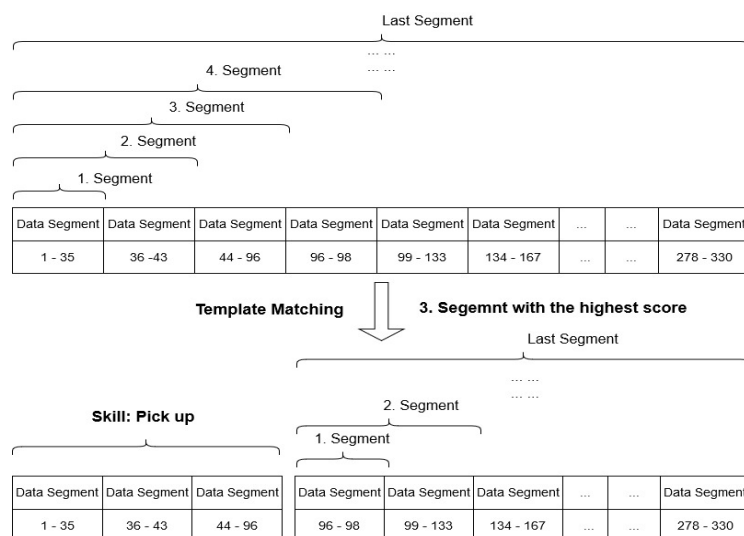 Last Segment
... ...
... ...
4. Segment
3. Segment
2. Segment
1. Segment
Data Segment Data Segment Data Segment Data Segment Data Segment Data Segment ... ... Data Segment
1 - 35 36 -43 44 - 96 96 - 98 99 - 133 134 - 167 ... ... 278 - 330
Template Matching 3. Segemnt with the highest score
Last Segment
... ...
... ...
2. Segment
Skill: Pick up
1. Segment
Data Segment Data Segment Data Segment Data Segment Data Segment Data Segment ... ... Data Segment
1 - 35 36 - 43 44 - 96 96 - 98 99 - 133 134 - 167 ... ... 278 - 330